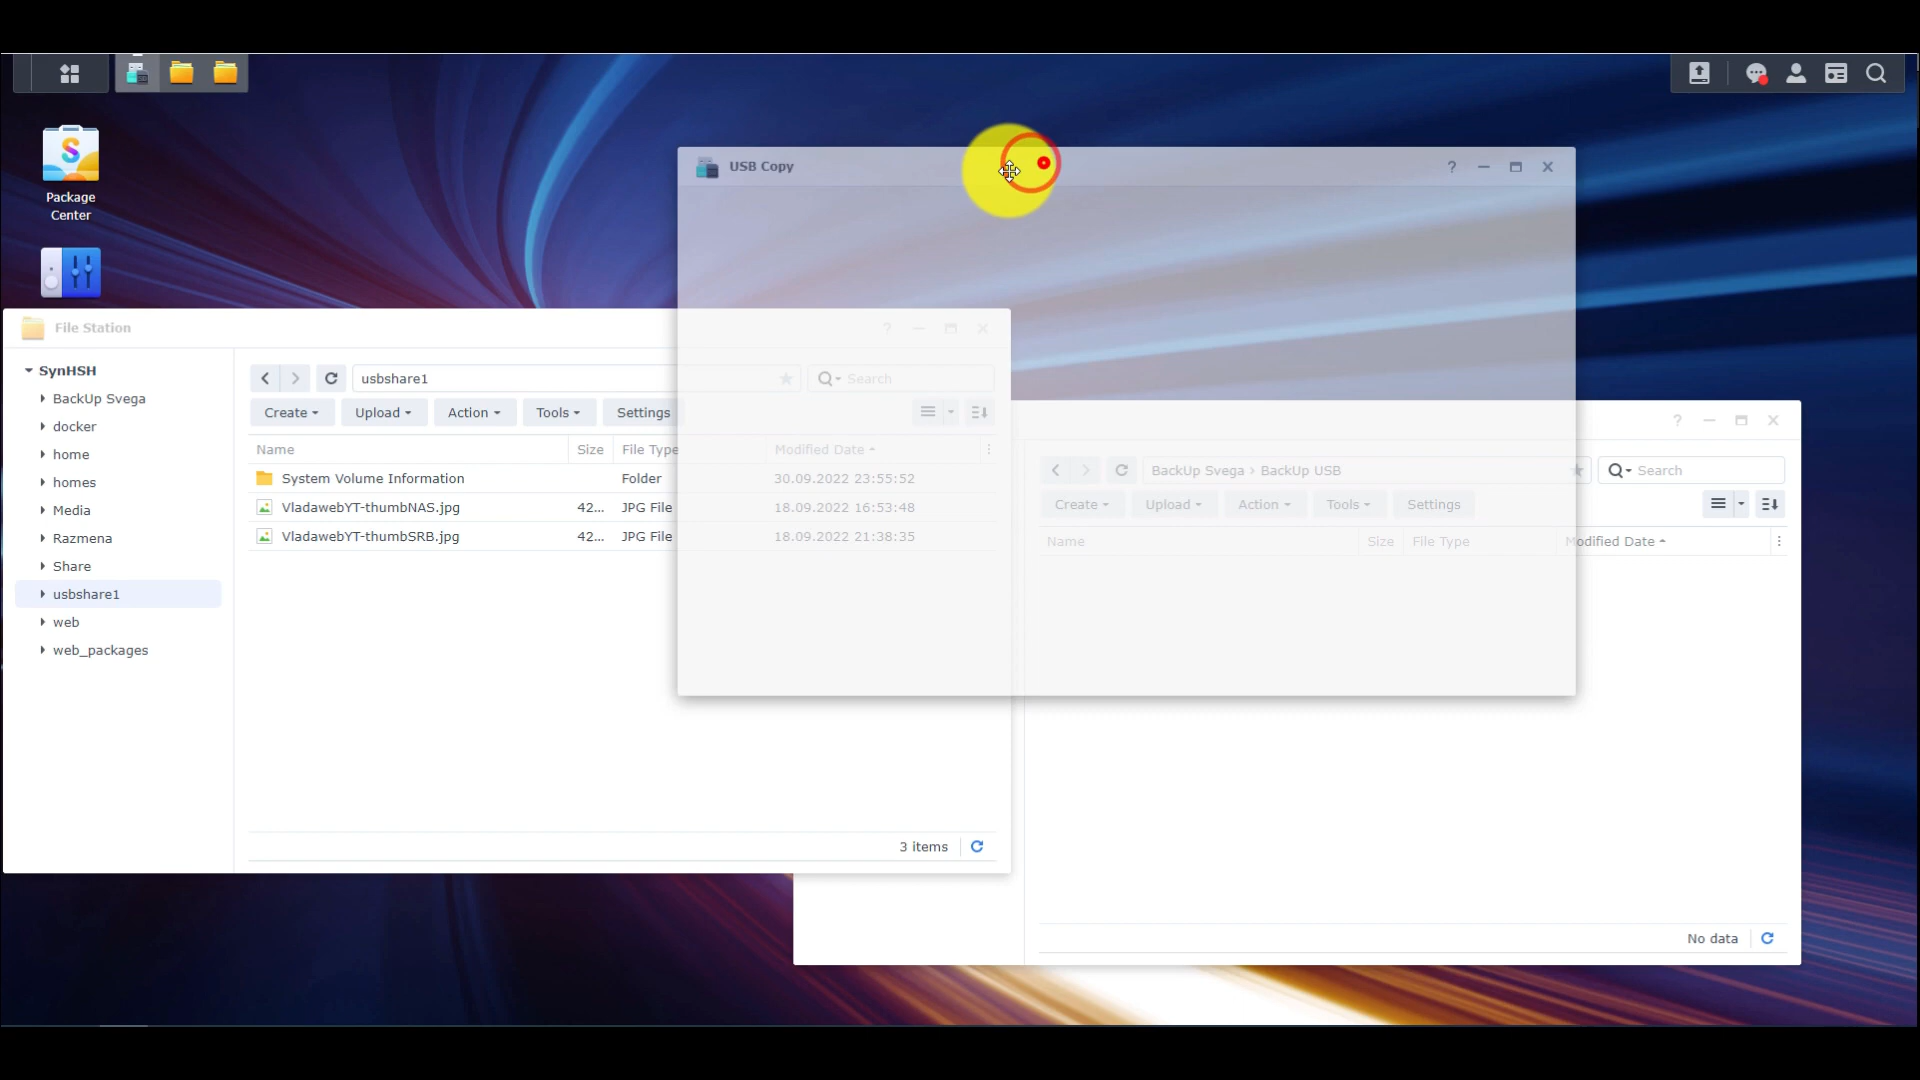 USB Copy
?
Package
Center
File Station
?
SynHSH
BackUp Svega
docker
home
homes
Media
Razmena
Share
usbshare1
web
web_packages
usbshare1
Search
Create
Upload
Action
Tools
Settings
Name
Size
File Type
Modified Date
System Volume Information
Folder
30.09.2022 23:55:52
VladawebYT-thumbNAS.jpg
42...
JPG File
18.09.2022 16:53:48
VladawebYT-thumbSRB.jpg
42...
JPG File
18.09.2022 21:38:35
3 items
?
BackUp Svega › BackUp USB
Search
Create
Upload
Action
Tools
Settings
Name
Size
File Type
Modified Date
No data